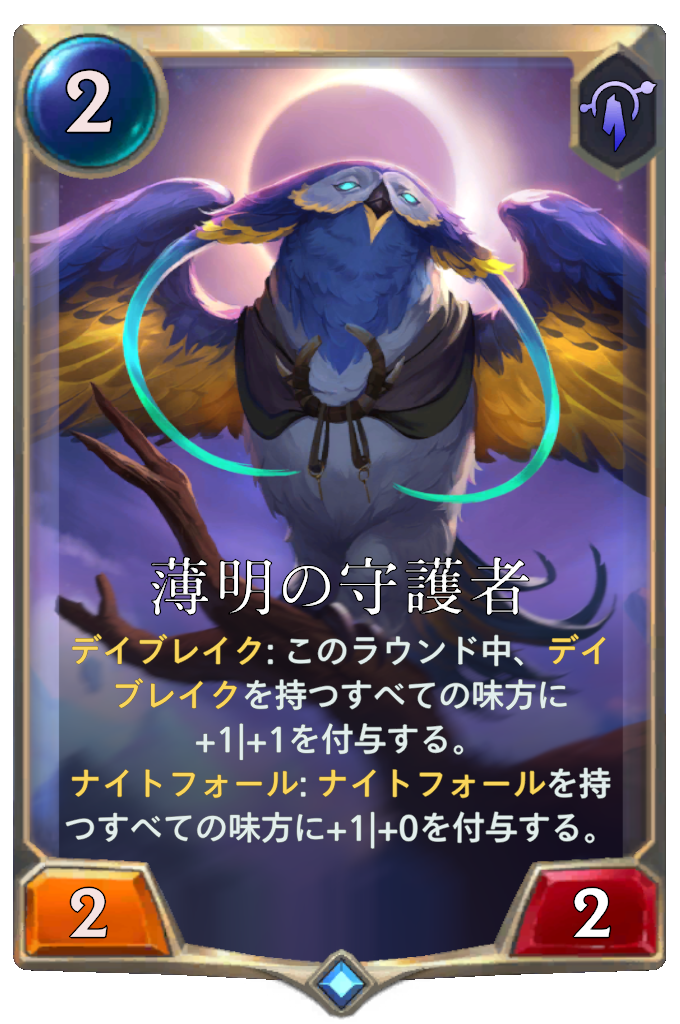 2
薄明の守護者
デイブレイク: このラウンド中、デイ
ブレイクを持つすべての味方に
+1|+1を付与する。
ナイトフォール: ナイトフォールを持
つすべての味方に+1|+0を付与する。
2
2